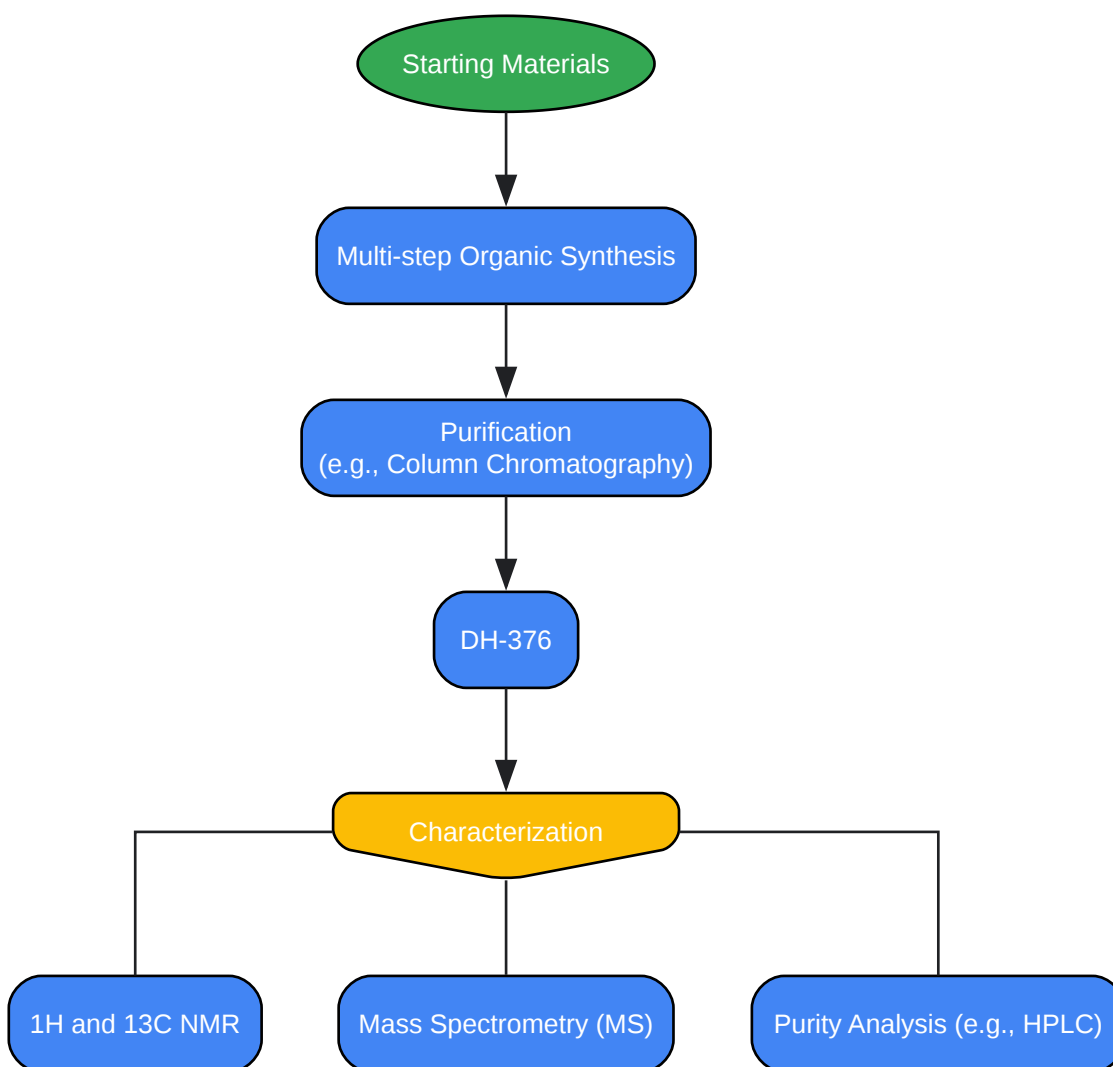 Starting Materials
Multi-step Organic Synthesis
Purification
(e.g., Column Chromatography)
DH-376
Characterization
1H and 13C NMR
Mass Spectrometry (MS)
Purity Analysis (e.g., HPLC)